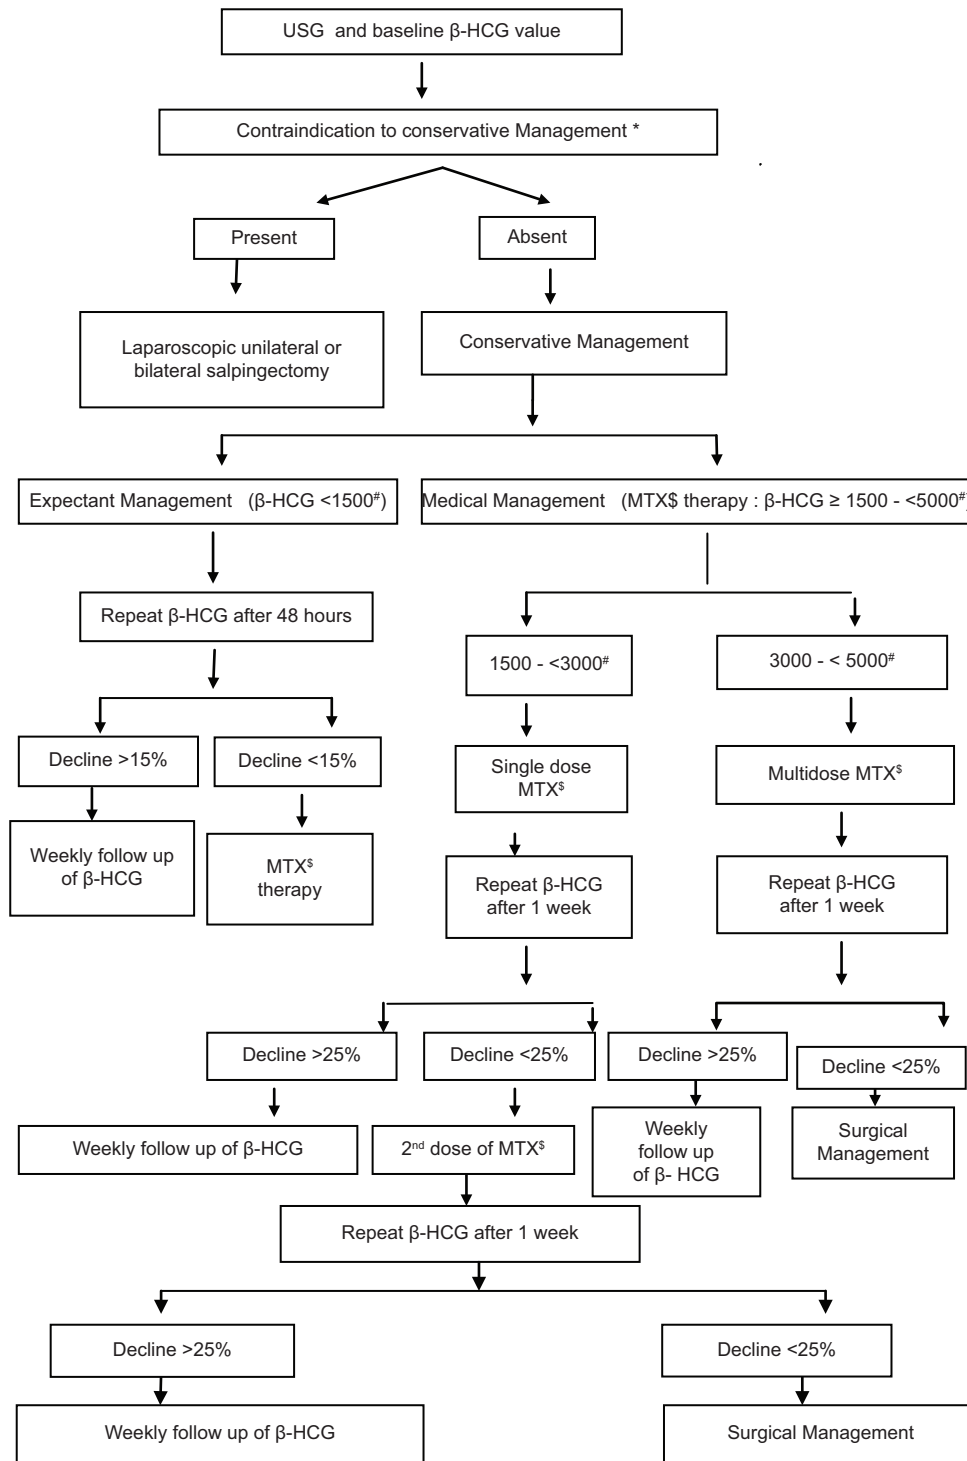 USG and baseline β-HCG value
Contraindication to conservative Management *
Present
Absent
Laparoscopic unilateral or
bilateral salpingectomy
Conservative Management
Expectant Management (β-HCG <1500#)
Medical Management (MTX$ therapy : β-HCG ≥ 1500 - <5000#)
Repeat β-HCG after 48 hours
1500 - <3000#
3000 - < 5000#
Decline >15%
Decline <15%
Single dose
MTX$
Multidose MTX$
Weekly follow up
of β-HCG
MTX$
therapy
Repeat β-HCG
after 1 week
Repeat β-HCG
after 1 week
Decline >25%
Decline <25%
Decline >25%
Decline <25%
Weekly follow up of β-HCG
2nd dose of MTX$
Weekly
follow up
of β- HCG
Surgical
Management
Repeat β-HCG after 1 week
Decline >25%
Decline <25%
Weekly follow up of β-HCG
Surgical Management